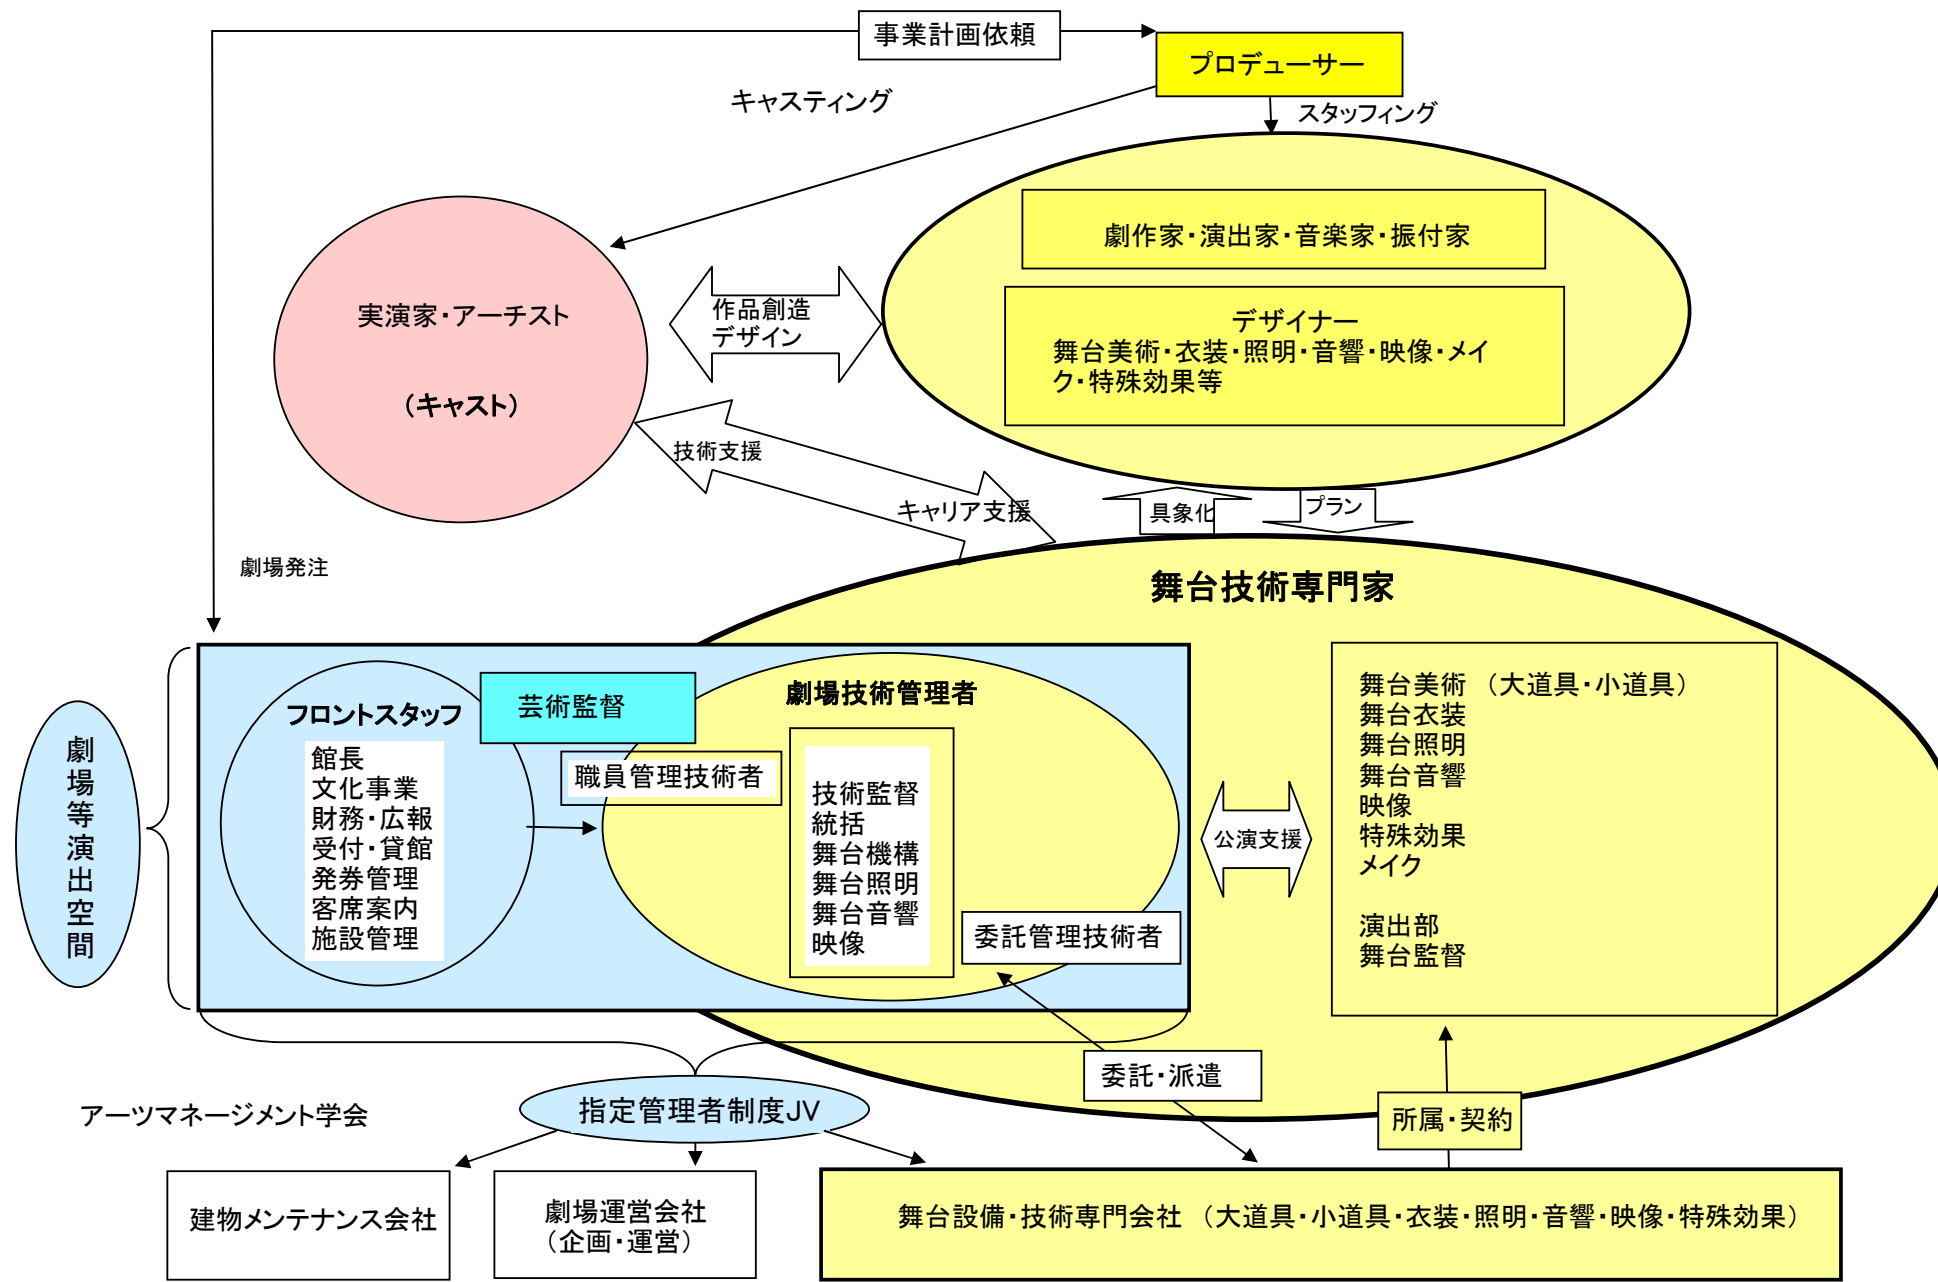 事業計画依頼
プロデューサー
キャスティング
スタッフィング
劇作家・演出家・音楽家・振付家
デザイナー
舞台美術・衣装・照明・音響・映像・メイ
ク・特殊効果等
実演家・アーチスト
（キャスト）
作品創造
デザイン
技術支援
キャリア支援
具象化
プラン
劇場発注
舞台技術専門家
劇場等演出空間
フロントスタッフ
館長
文化事業
財務・広報
受付・貸館
発券管理
客席案内
施設管理
芸術監督
職員管理技術者
劇場技術管理者
技術監督
統括
舞台機構
舞台照明
舞台音響
映像
委託管理技術者
公演支援
舞台美術　（大道具・小道具）
舞台衣装
舞台照明
舞台音響
映像
特殊効果
メイク
演出部
舞台監督
委託・派遣
所属・契約
アーツマネージメント学会
指定管理者制度JV
建物メンテナンス会社
劇場運営会社
（企画・運営）
舞台設備・技術専門会社　（大道具・小道具・衣装・照明・音響・映像・特殊効果）